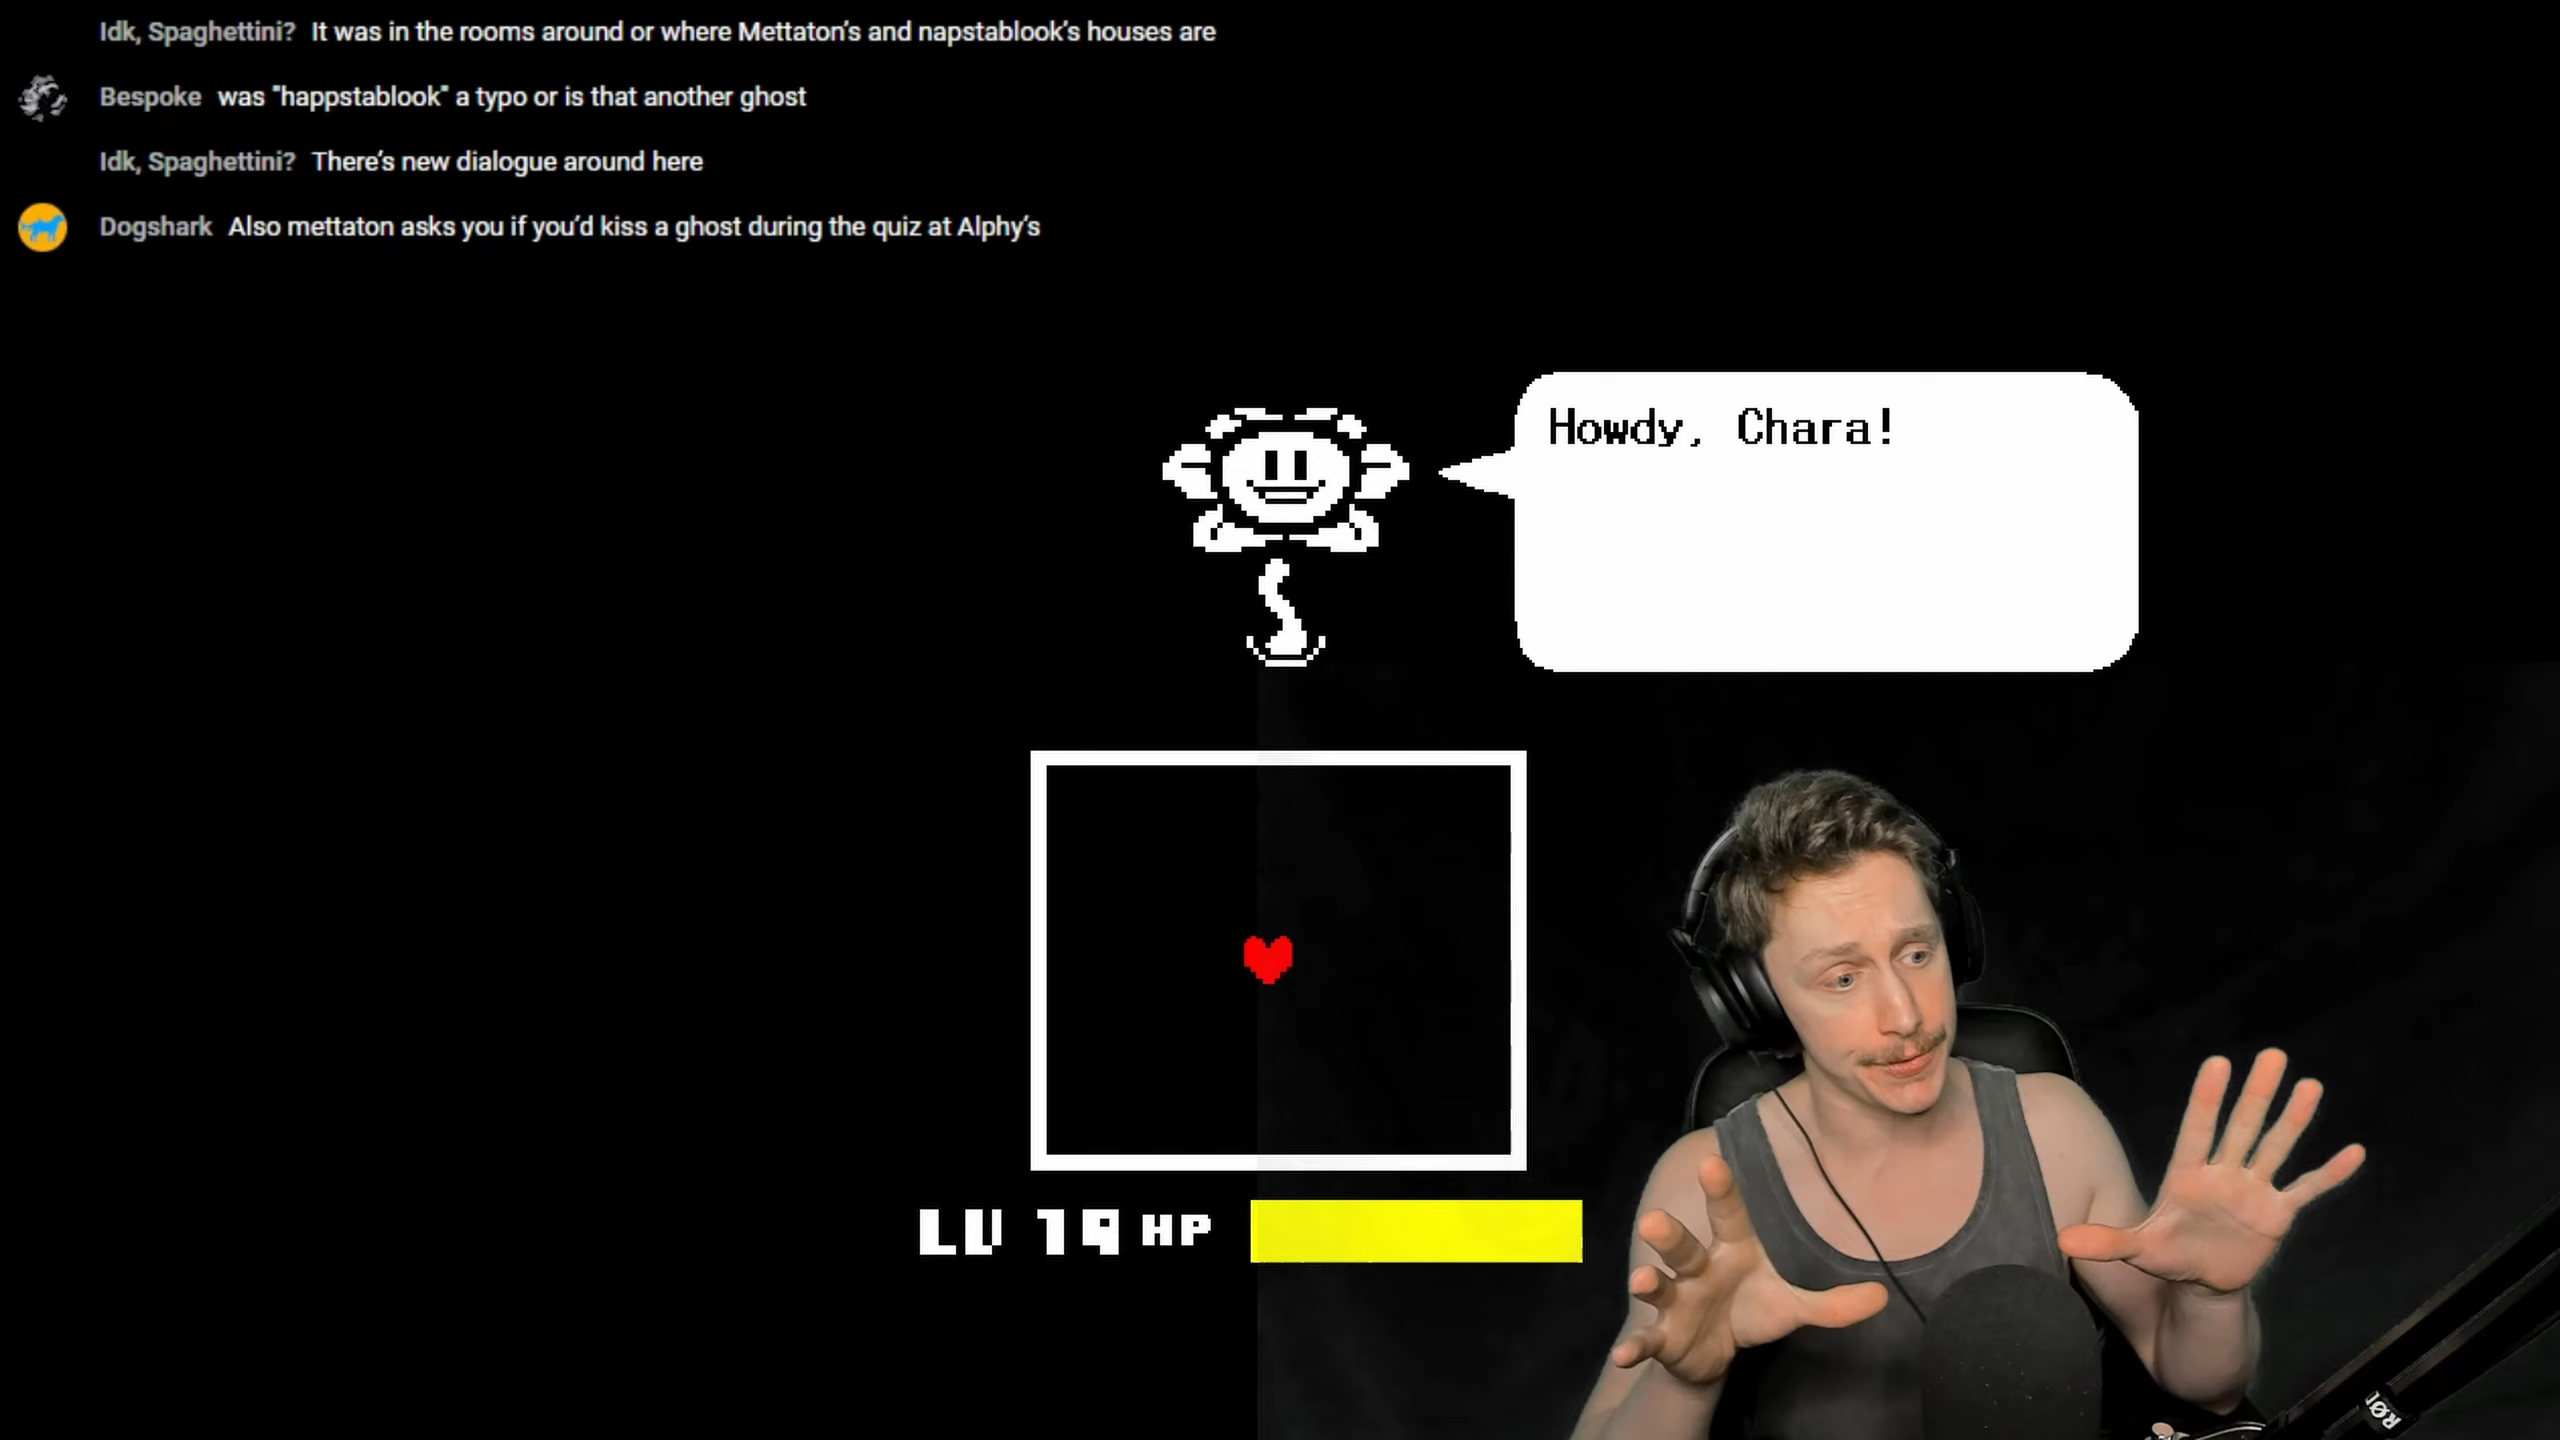 Idk, Spaghettini? It was in the rooms around or where Mettaton’s and napstablook’s houses are
Bespoke was "happstablook" a typo or is that another ghost
Idk, Spaghettini? There’s new dialogue around here
Dogshark Also mettaton asks you if you’d kiss a ghost during the quiz at Alphy’s
Howdy, Chara!
LV 19 HP